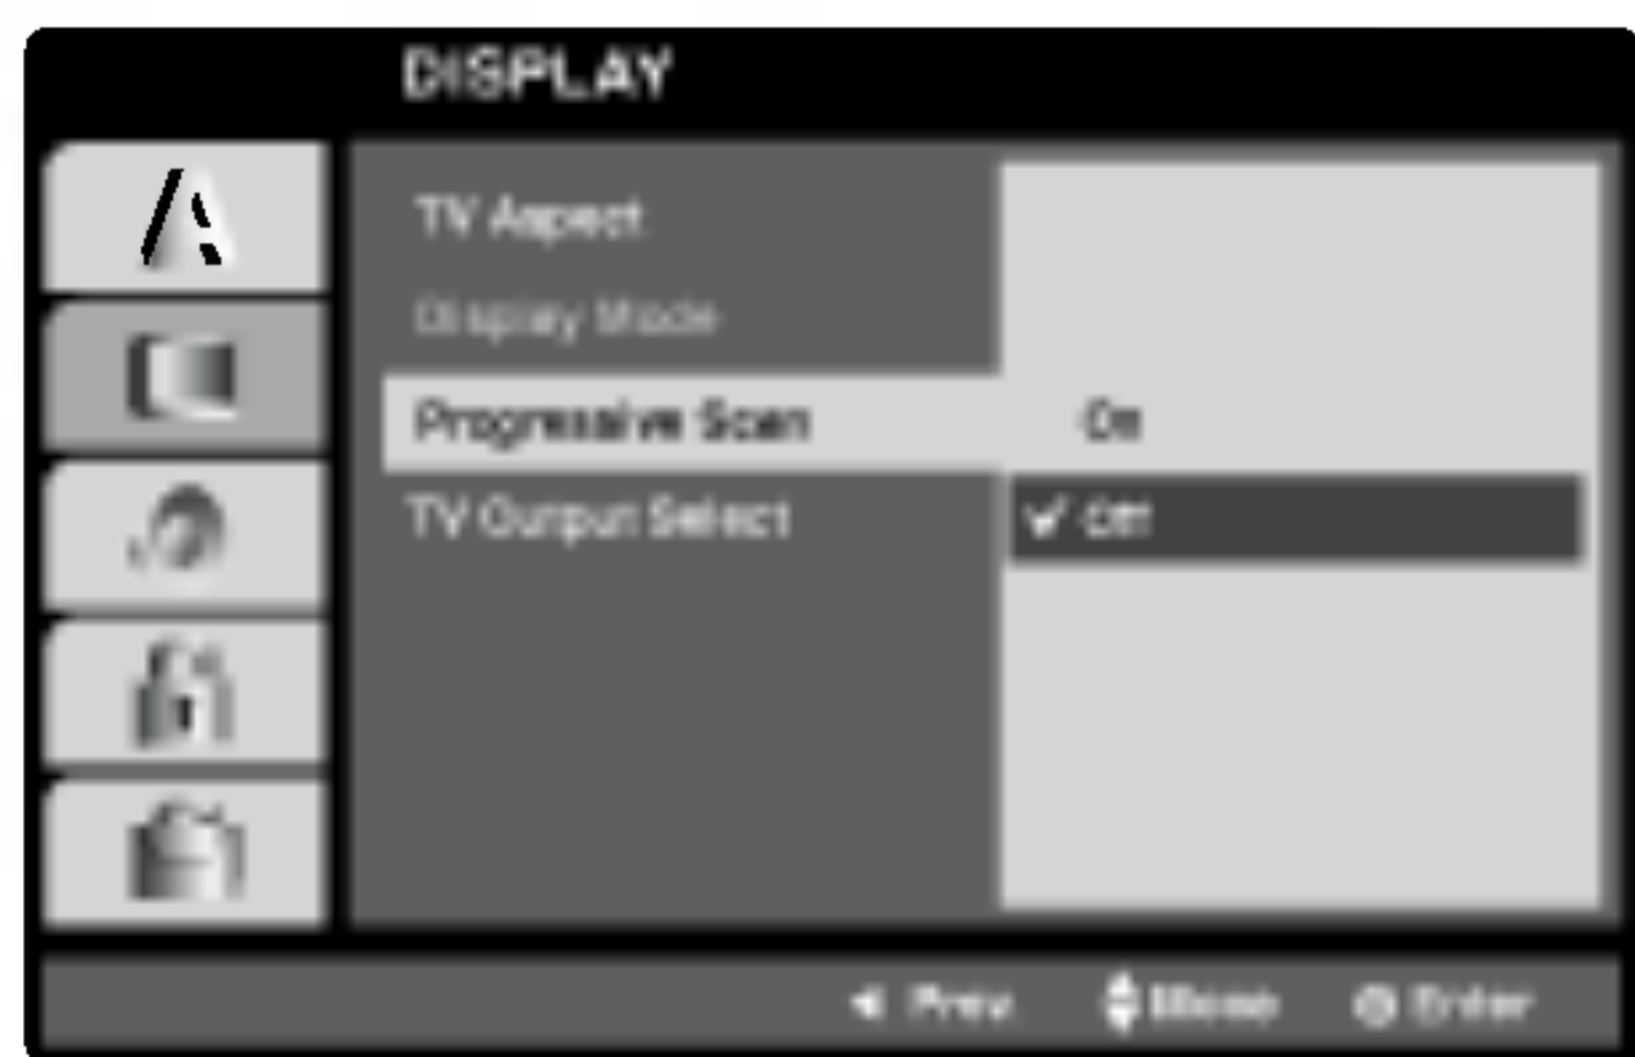 DISPLAY
TV Aspect
Display Mode
Progressive Scan
On
TV Output Select
✓ Off
◀ Prev. Move Enter